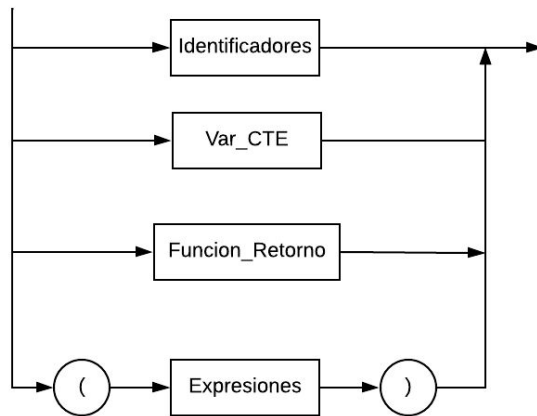 Identificadores
Var_CTE
Funcion_Retorno
( Expresiones )